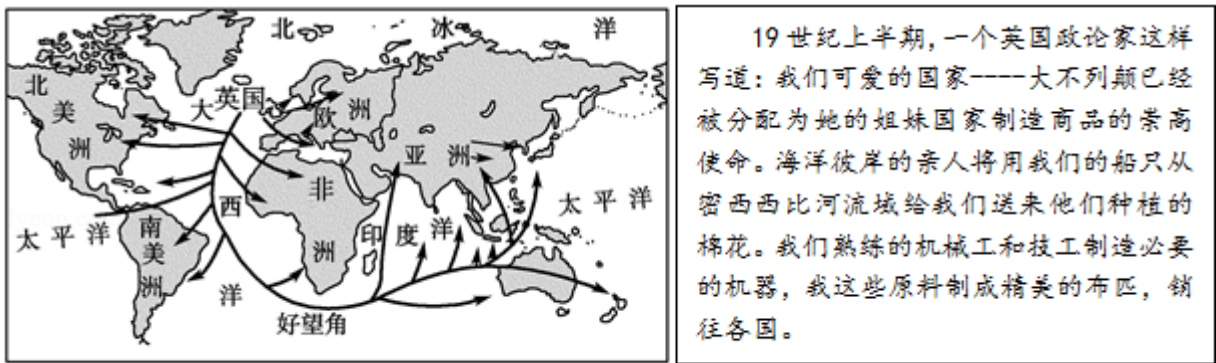 北 冰 洋
北美洲
大西洋
英国
欧洲
亚洲
非洲
南美洲
太平洋
印度洋
太平洋
好望角
19世纪上半期，一个英国政论家这样
写道：我们可爱的国家----大不列颠已经
被分配为她的姐妹国家制造商品的崇高
使命。海洋彼岸的亲人将用我们的船只从
密西西比河流域给我们送来他们种植的
棉花。我们熟练的机械工和技工制造必要
的机器，我这些原料制成精美的布匹，销
往各国。